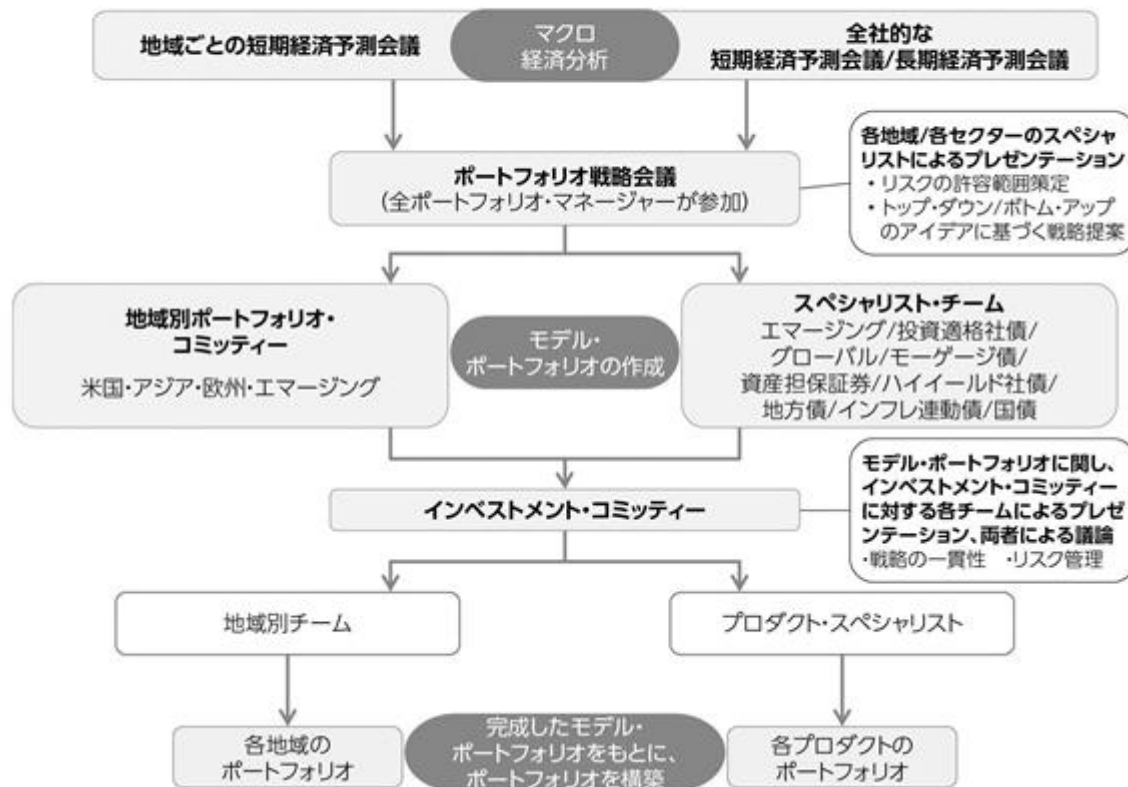 地域ごとの短期経済予測会議
マクロ
経済分析
全社的な
短期経済予測会議/長期経済予測会議
各地域/各セクターのスペシャ
リストによるプレゼンテーション
・リスクの許容範囲策定
・トップ・ダウン/ボトム・アップ
のアイデアに基づく戦略提案
ポートフォリオ戦略会議
(全ポートフォリオ・マネージャーが参加)
地域別ポートフォリオ・
コミッティー
米国・アジア・欧州・エマージング
モデル・
ポートフォリオの作成
スペシャリスト・チーム
エマージング/投資適格社債/
グローバル/モーゲージ債/
資産担保証券/ハイイールド社債/
地方債/インフレ連動債/国債
インベストメント・コミッティー
モデル・ポートフォリオに関し、
インベストメント・コミッティー
に対する各チームによるプレゼ
ンテーション、両者による議論
・戦略の一貫性 ・リスク管理
地域別チーム
プロダクト・スペシャリスト
各地域の
ポートフォリオ
完成したモデル・
ポートフォリオをもとに、
ポートフォリオを構築
各プロダクトの
ポートフォリオ